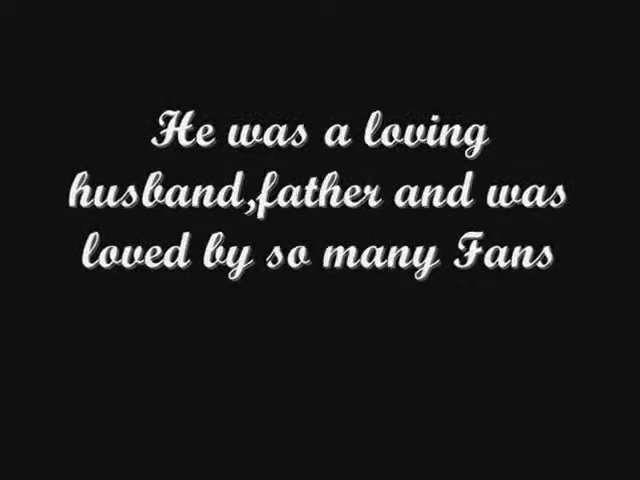 He was a loving
husband,father and was
loved by so many Fans